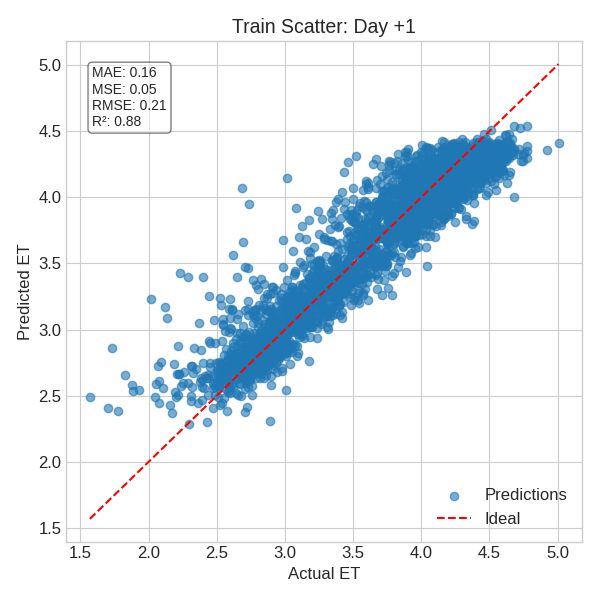 Train Scatter: Day +1
MAE: 0.16
MSE: 0.05
RMSE: 0.21
R²: 0.88
Predicted ET
5.0
4.5
4.0
3.5
3.0
2.5
2.0
1.5
Predictions
Ideal
1.5 2.0 2.5 3.0 3.5 4.0 4.5 5.0
Actual ET